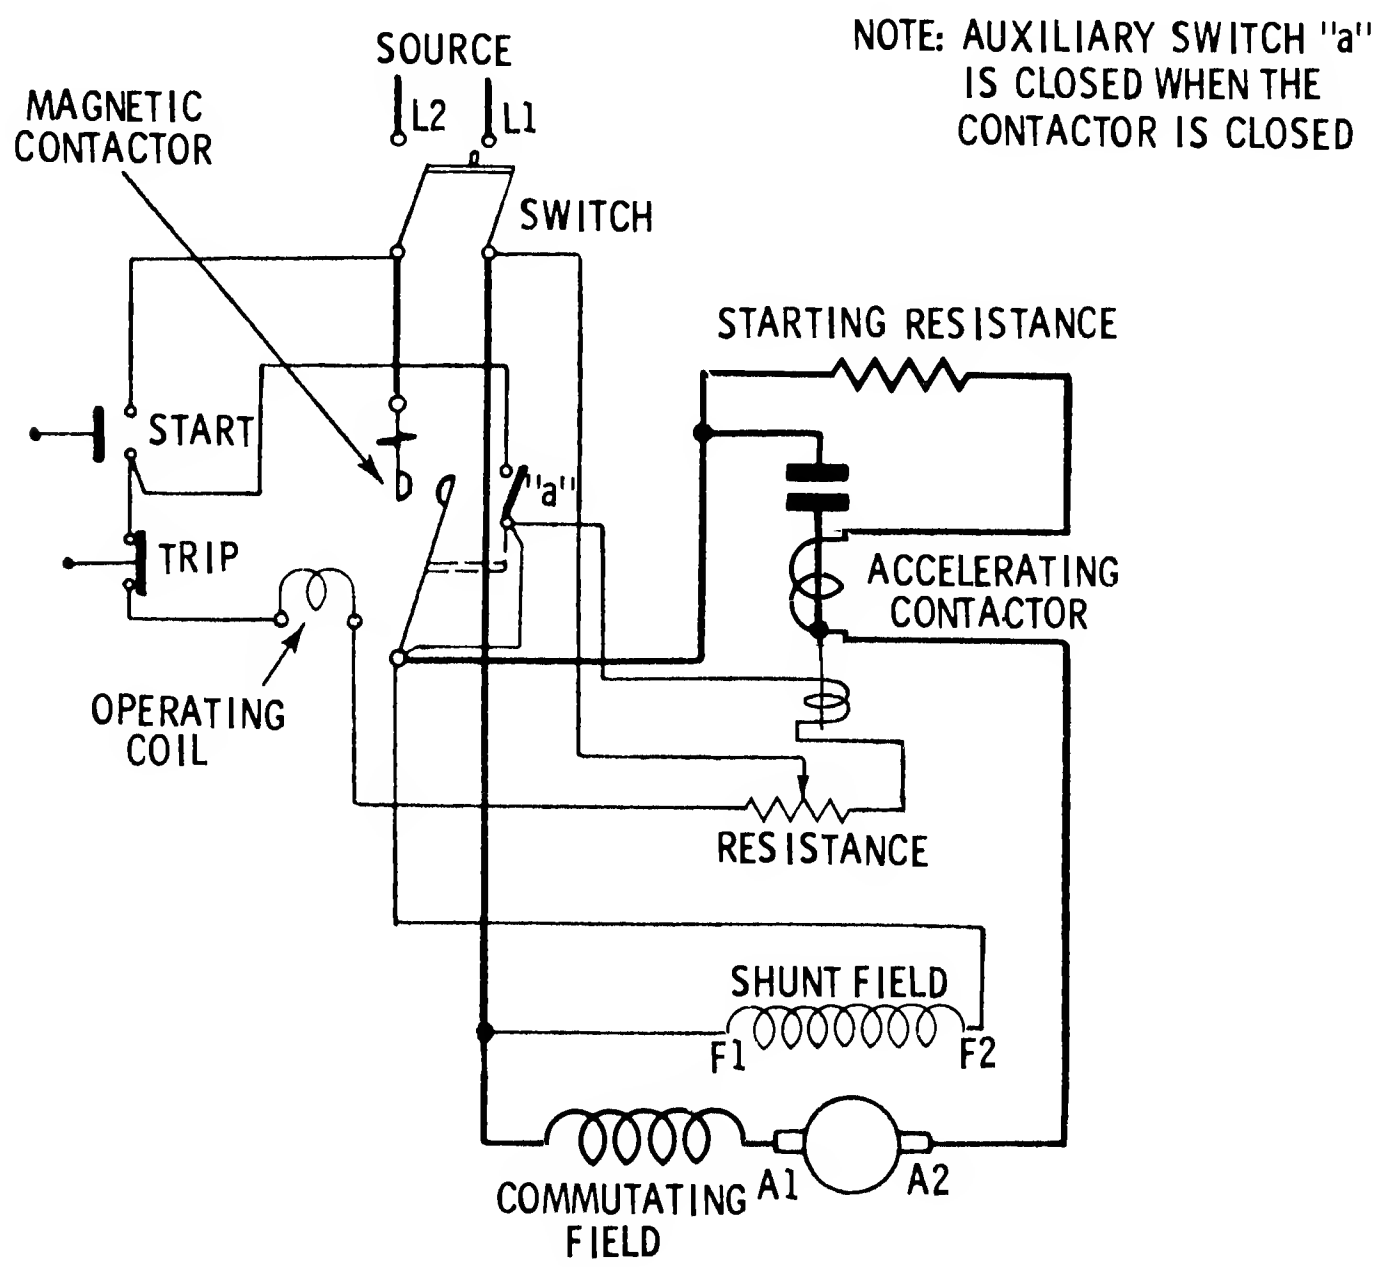 NOTE: AUXILIARY SWITCH "a"
IS CLOSED WHEN THE
CONTACTOR IS CLOSED
SOURCE
L2
L1
MAGNETIC
CONTACTOR
SWITCH
STARTING RESISTANCE
START
"a"
TRIP
ACCELERATING
CONTACTOR
OPERATING
COIL
RESISTANCE
SHUNT FIELD
F1
F2
A1
A2
COMMUTATING
FIELD